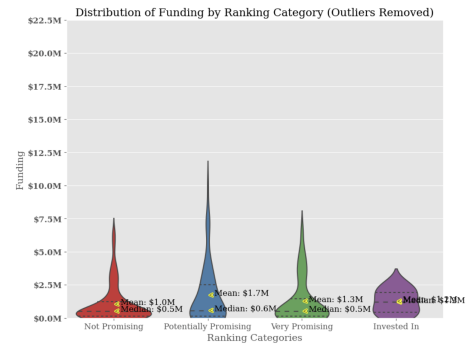 Distribution of Funding by Ranking Category (Outliers Removed)
$22.5M
$20.0M
$17.5M
$15.0M
$12.5M
$10.0M
$7.5M
$5.0M
$2.5M
$0.0M
Funding
Mean: $1.0M
Median: $0.5M
Mean: $1.7M
Median: $0.6M
Mean: $1.3M
Median: $0.5M
Not Promising
Potentially Promising
Very Promising
Invested In
Ranking Categories